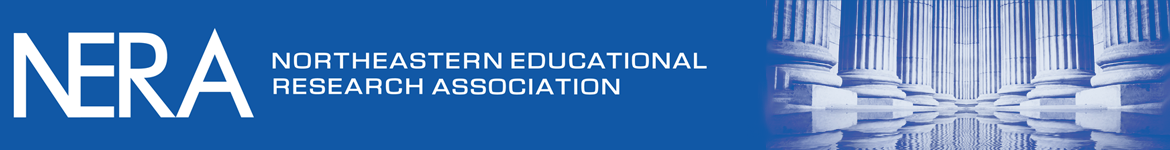 NERA
NORTHEASTERN EDUCATIONAL
RESEARCH ASSOCIATION